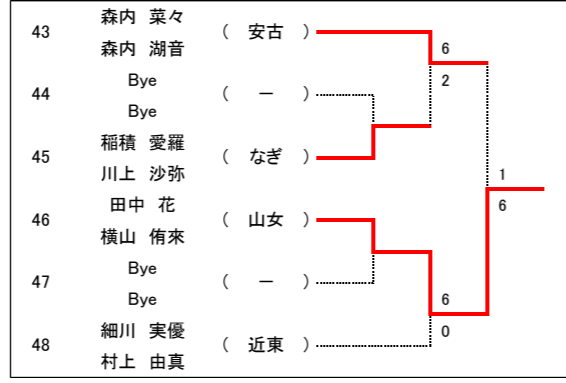 森内 菜々
43 ( 安古 )
森内 湖音
6
2
Bye
44 ( ー )
Bye
稲積 愛羅
45 ( なぎ )
川上 沙弥
1
6
田中 花
46 ( 山女 )
横山 侑來
Bye
47 ( ー )
Bye
6
0
細川 実優
48 ( 近東 )
村上 由真